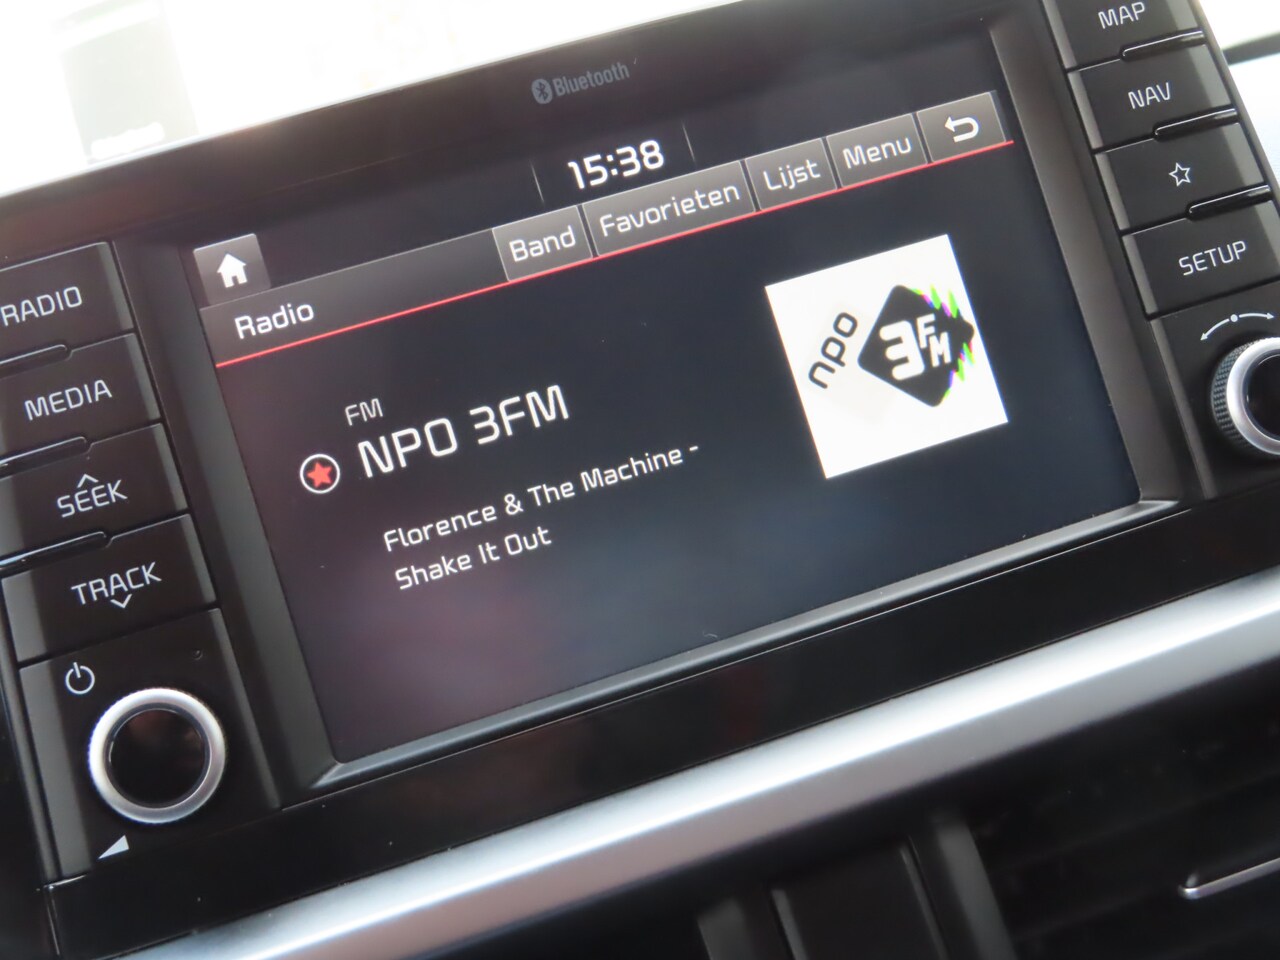 Bluetooth
15:38
Band
Favorieten
Lijst
Menu
Radio
FM
NPO 3FM
Florence & The Machine -
Shake It Out
npo
3FM
RADIO
MEDIA
SEEK
TRACK
MAP
NAV
SETUP